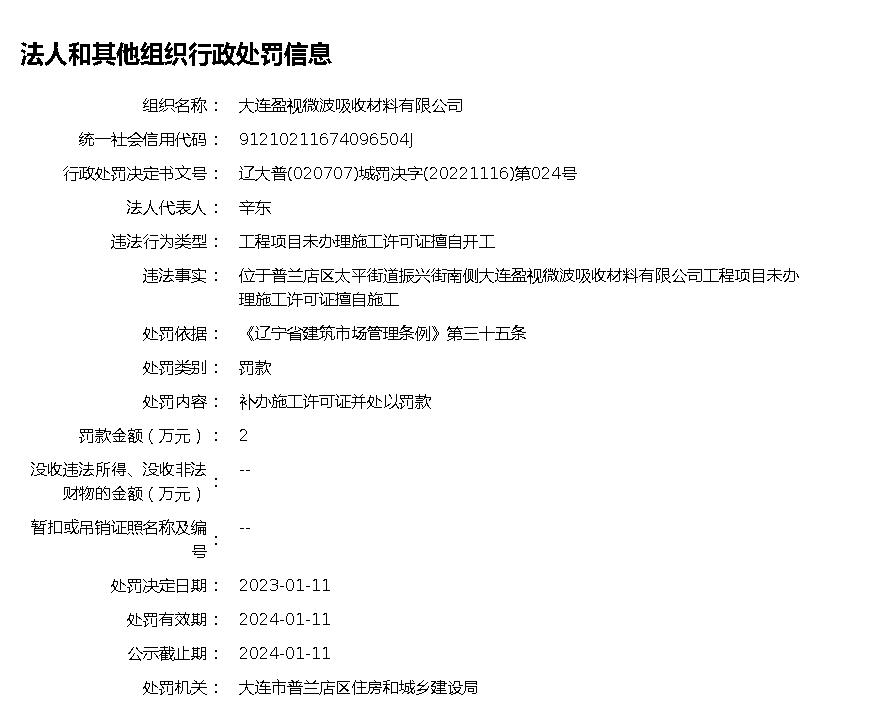 法人和其他组织行政处罚信息
组织名称： 大连盈视微波吸收材料有限公司
统一社会信用代码： 91210211674096504J
行政处罚决定书文号： 辽大普(020707)城罚决字(20221116)第024号
法人代表人： 辛东
违法行为类型： 工程项目未办理施工许可证擅自开工
违法事实： 位于普兰店区太平街道振兴街南侧大连盈视微波吸收材料有限公司工程项目未办
理施工许可证擅自施工
处罚依据： 《辽宁省建筑市场管理条例》第三十五条
处罚类别： 罚款
处罚内容： 补办施工许可证并处以罚款
罚款金额（万元）： 2
没收违法所得、没收非法 --
财物的金额（万元）：
暂扣或吊销证照名称及编 --
号：
处罚决定日期： 2023-01-11
处罚有效期： 2024-01-11
公示截止期： 2024-01-11
处罚机关： 大连市普兰店区住房和城乡建设局